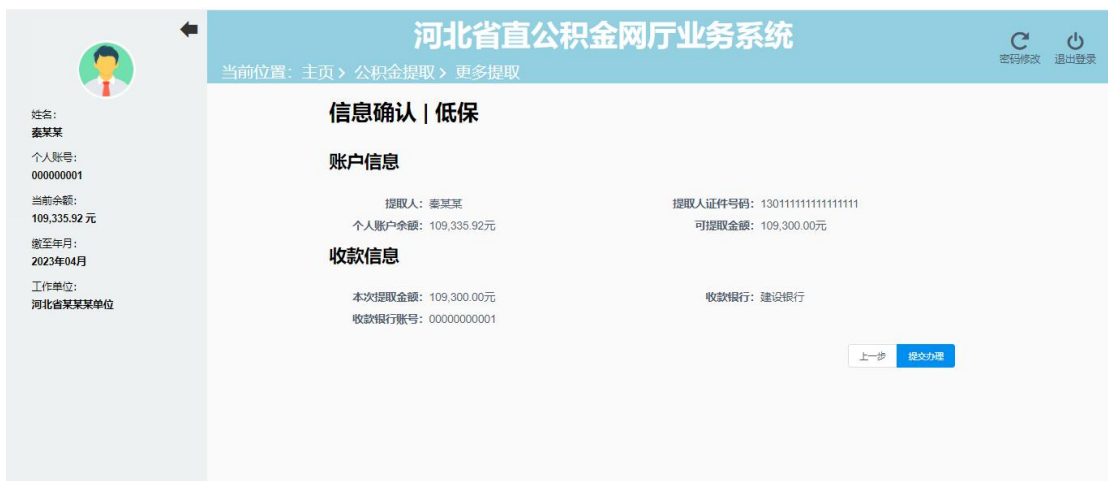 河北省直公积金网厅业务系统
密码修改 退出登录
当前位置：主页 > 公积金提取 > 更多提取
姓名：
秦某某
个人账号：
000000001
当前余额：
109,335.92 元
缴至年月：
2023年04月
工作单位：
河北省某某某单位
信息确认 | 低保
账户信息
提取人：秦某某 提取人证件号码：130111111111111111
个人账户余额：109,335.92元 可提取金额：109,300.00元
收款信息
本次提取金额：109,300.00元 收款银行：建设银行
收款银行账号：00000000001
上一步 提交办理